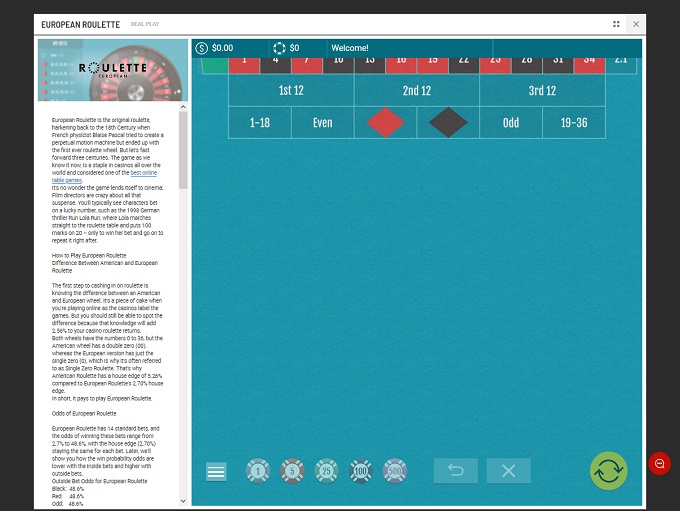 EUROPEAN ROULETTE REAL PLAY
ROULETTE
EUROPEAN
European Roulette is the original roulette,
harkening back to the 18th Century when
French physicist Blaise Pascal tried to create a
perpetual motion machine but ended up with
the first ever roulette wheel. But let's fast
forward three centuries. The game as we
know it now, is a staple in casinos all over the
world and considered one of the best online
table games.
It's no wonder the game lends itself to cinema:
Film directors are crazy about all that
suspense. You'll typically see characters bet
on a lucky number, such as the 1998 German
thriller Run Lola Run, where Lola marches
straight to the roulette table and puts 100
marks on 20 – only to win her bet and go on to
repeat it right after.
How to Play European Roulette
Difference Between American and European
Roulette
The first step to cashing in on roulette is
knowing the difference between an American
and European wheel. It's a piece of cake when
you're playing online as the casinos label the
games. But you should still be able to spot the
difference because that knowledge will add
2.56% to your casino roulette returns.
Both wheels have the numbers 0 to 36, but the
American wheel has a double zero (00),
whereas the European version has just the
single zero (0), which is why it's often referred
to as Single Zero Roulette. That's why
American Roulette has a house edge of 5.26%
compared to European Roulette's 2.70% house
edge.
In short, it pays to play European Roulette.
Odds of European Roulette
European Roulette has 14 standard bets, and
the odds of winning these bets range from
2.7% to 48.6%, with the house edge (2.70%)
staying the same for each bet. Later, we'll
show you how the win probability odds are
lower with the inside bets and higher with
outside bets.
Outside Bet Odds for European Roulette
Black: 48.6%
Red: 48.6%
Odd: 48.6%
$0.00 $0 Welcome!
1 4 7 10 13 16 19 22 25 28 31 34 2:1
1st 12 2nd 12 3rd 12
1-18 Even Odd 19-36
1 5 25 100 500